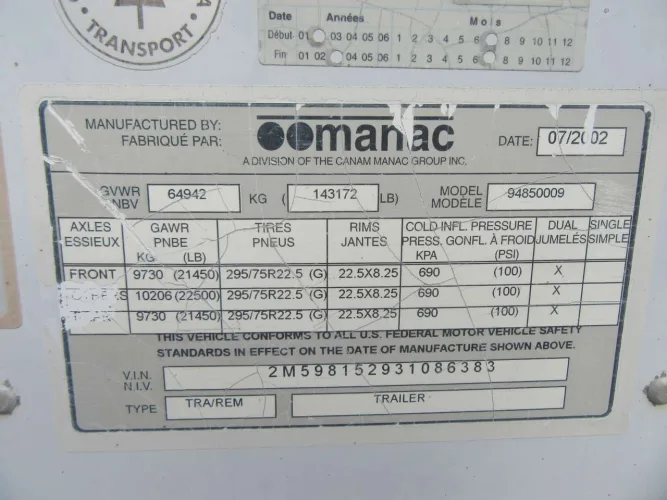 • TRANSPORT •
A
Date Années Mois
Début 01 03 04 05 06 1 2 3 4 5 6 8 9 10 11 12
Fin 01 02 04 05 06 1 2 3 4 5 6 8 9 10 11 12
MANUFACTURED BY:
FABRIQUÉ PAR:
manac
A DIVISION OF THE CANAM MANAC GROUP INC.
DATE: 07/2002
GVWR 64942 KG ( 143172 LB) MODEL 94850009
PNBV MODÈLE
AXLES GAWR TIRES RIMS COLD INFL. PRESSURE DUAL SINGLE
ESSIEUX PNBE PNEUS JANTES PRESS. GONFL. À FROID JUMELÉS SIMPLE
KG (LB) KPA (PSI)
FRONT 9730 (21450) 295/75R22.5 (G) 22.5X8.25 690 (100) X
10206 (22500) 295/75R22.5 (G) 22.5X8.25 690 (100) X
9730 (21450) 295/75R22.5 (G) 22.5X8.25 690 (100) X
THIS VEHICLE CONFORMS TO ALL U.S. FEDERAL MOTOR VEHICLE SAFETY
STANDARDS IN EFFECT ON THE DATE OF MANUFACTURE SHOWN ABOVE.
V.I.N. 2M598152931086383
N.I.V.
TYPE TRA/REM TRAILER